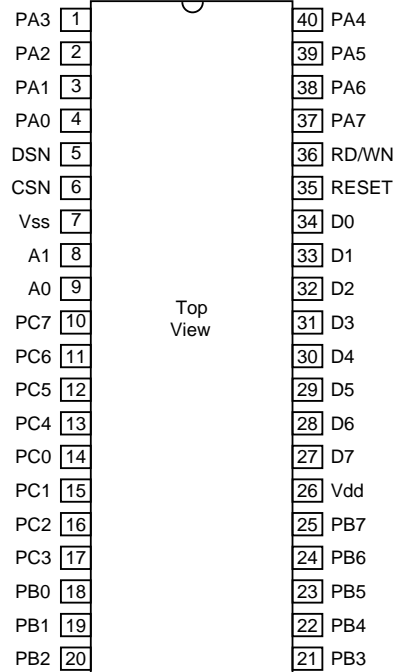 PA3 1 40 PA4
PA2 2 39 PA5
PA1 3 38 PA6
PA0 4 37 PA7
DSN 5 36 RD/WN
CSN 6 35 RESET
Vss 7 34 D0
A1 8 33 D1
A0 9 32 D2
PC7 10 31 D3
Top
View
PC6 11 30 D4
PC5 12 29 D5
PC4 13 28 D6
PC0 14 27 D7
PC1 15 26 Vdd
PC2 16 25 PB7
PC3 17 24 PB6
PB0 18 23 PB5
PB1 19 22 PB4
PB2 20 21 PB3